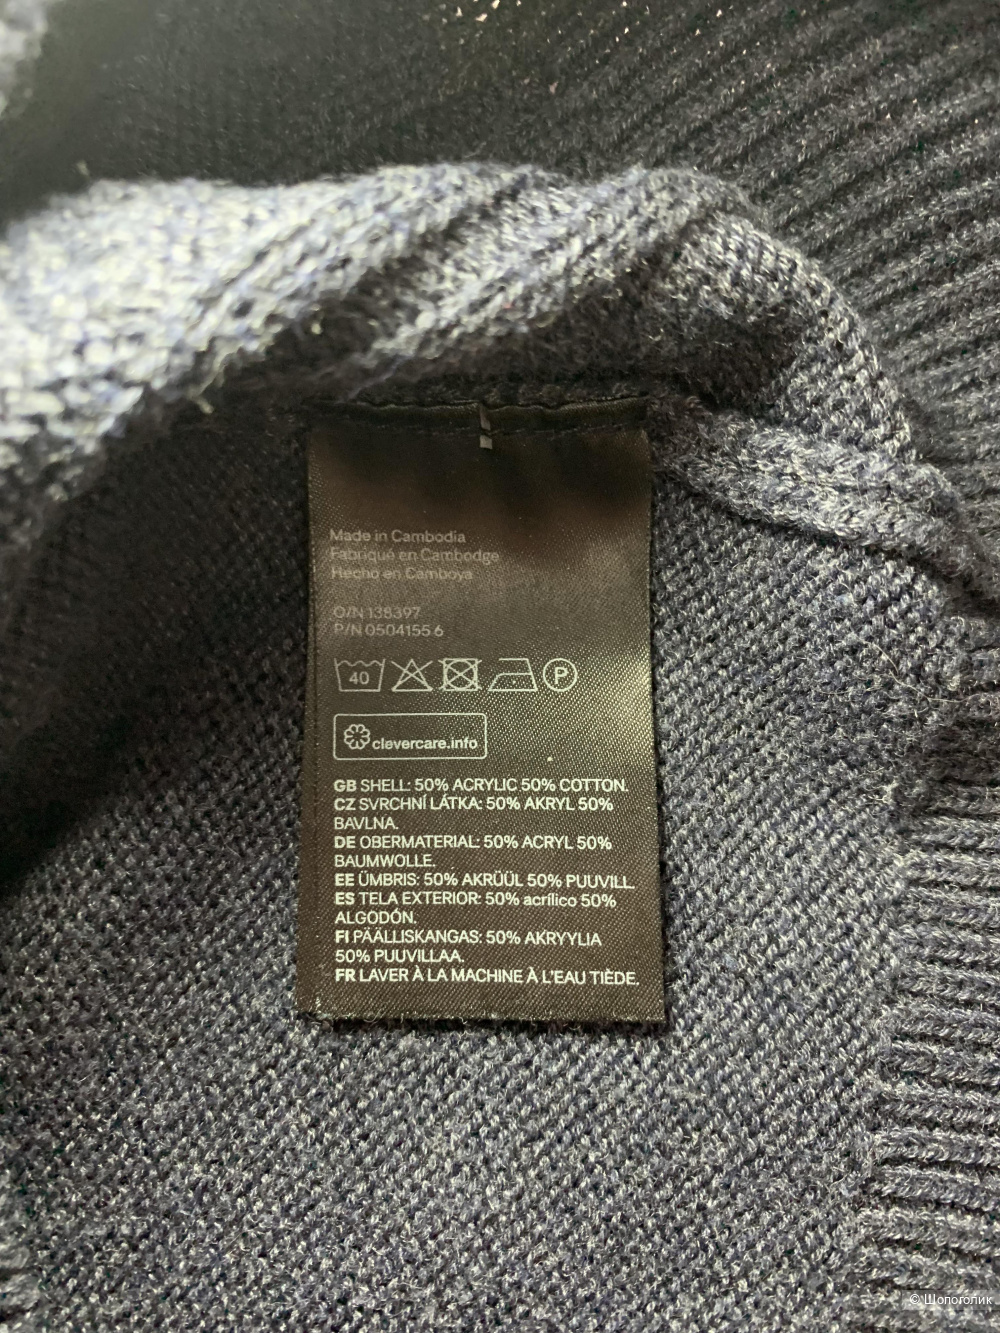 Made in Cambodia
Fabriqué en Cambodge
Hecho en Camboya
O/N 138397
P/N 0504155 6
40 P
clevercare.info
GB SHELL: 50% ACRYLIC 50% COTTON.
CZ SVRCHNÍ LÁTKA: 50% AKRYL 50%
BAVLNA.
DE OBERMATERIAL: 50% ACRYL 50%
BAUMWOLLE.
EE ÜMBRIS: 50% AKRÜÜL 50% PUUVILL.
ES TELA EXTERIOR: 50% acrílico 50%
ALGODÓN.
FI PÄÄLLISKANGAS: 50% AKRYYLIA
50% PUUVILLAA.
FR LAVER À LA MACHINE À L'EAU TIÈDE.
© Шопоголик